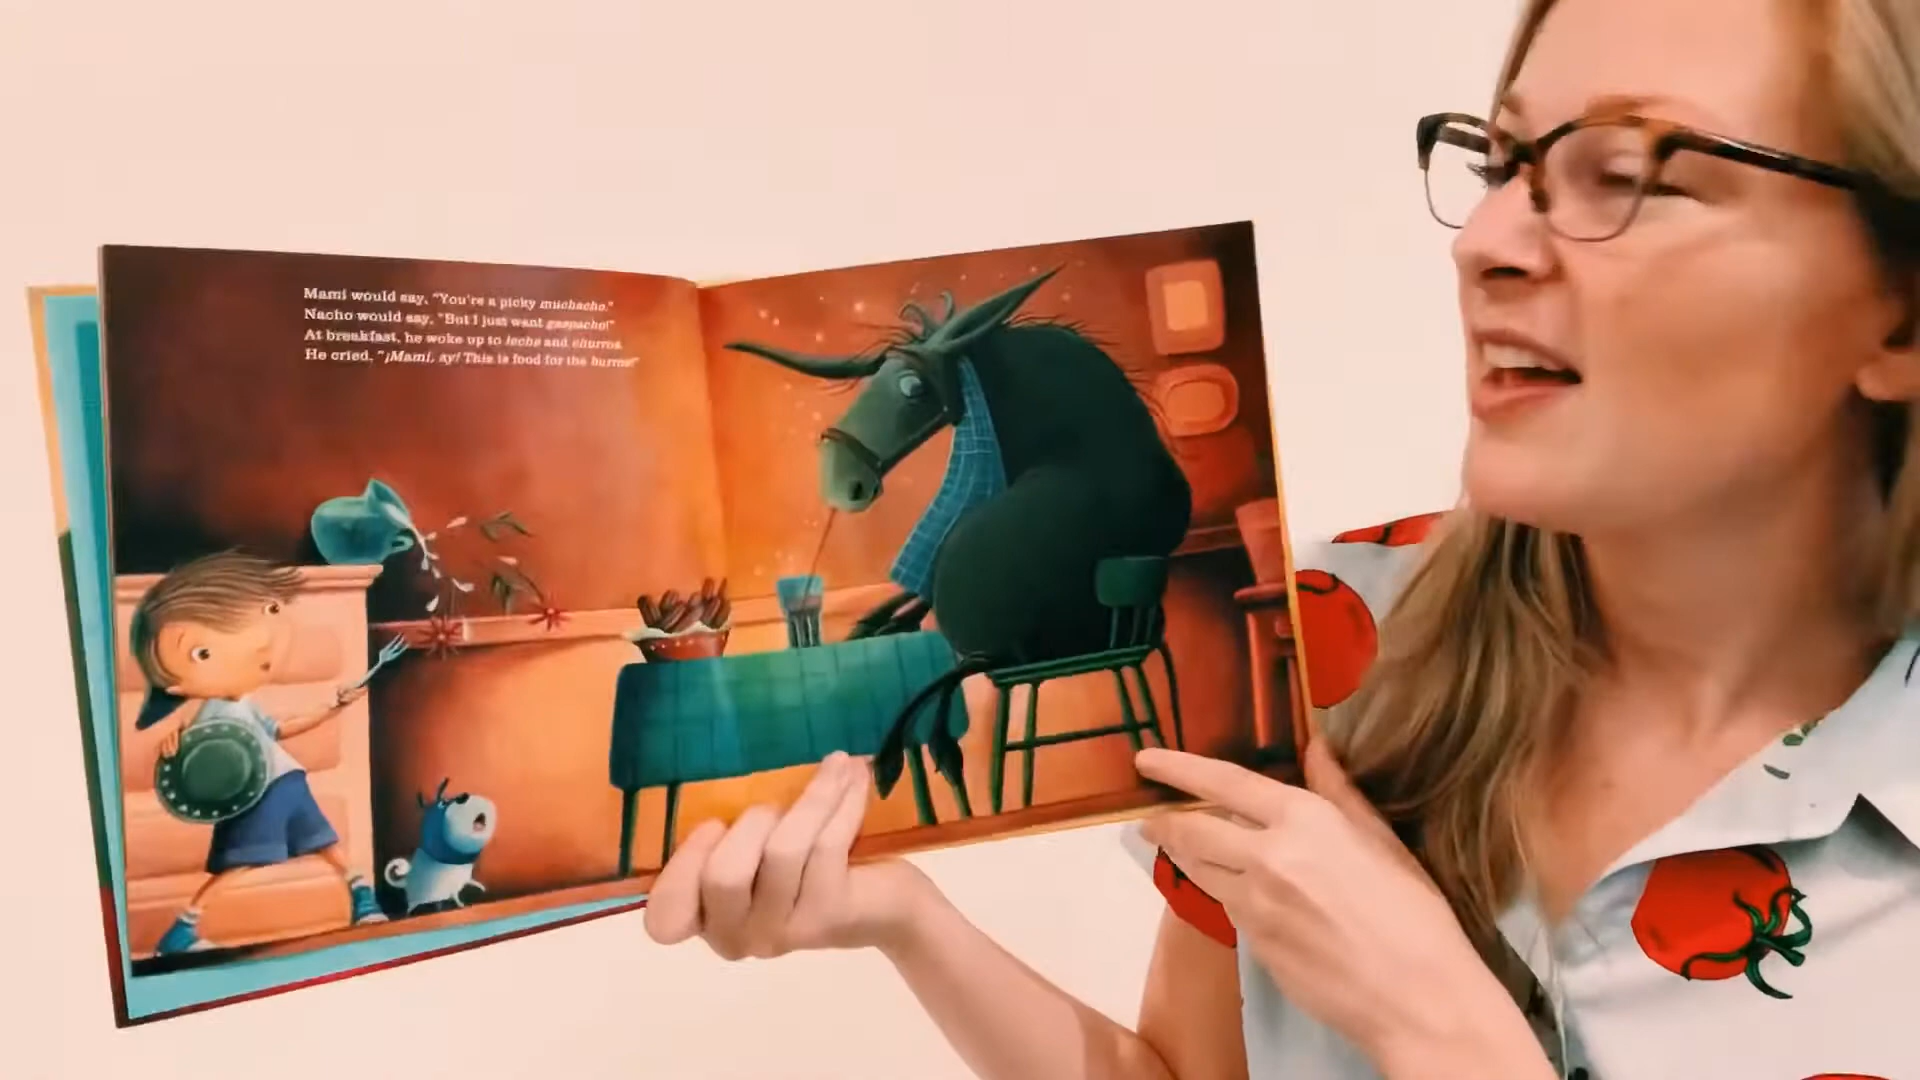 Mami would say, "You're a picky muchacho."
Nacho would say, "But I just want gazpacho!"
At breakfast, he woke up to leche and churros.
He cried, "¡Mami, ay! This is food for the burros!"